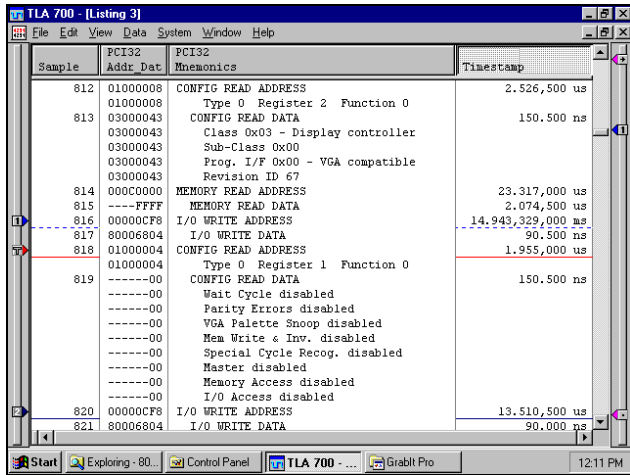 TLA 700 - [Listing 3]
File Edit View Data System Window Help
PCI32 PCI32
Sample Addr_Dat Mnemonics Timestamp
812 01000008 CONFIG READ ADDRESS 2.526,500 us
01000008 Type 0 Register 2 Function 0
813 03000043 CONFIG READ DATA 150.500 ns
03000043 Class 0x03 - Display controller
03000043 Sub-Class 0x00
03000043 Prog. I/F 0x00 - VGA compatible
03000043 Revision ID 67
814 000C0000 MEMORY READ ADDRESS 23.317,000 us
815 ----FFFF MEMORY READ DATA 2.074,500 us
816 00000CF8 I/O WRITE ADDRESS 14.943,329,000 ms
817 80006804 I/O WRITE DATA 90.500 ns
818 01000004 CONFIG READ ADDRESS 1.955,000 us
01000004 Type 0 Register 1 Function 0
819 ------00 CONFIG READ DATA 150.500 ns
------00 Wait Cycle disabled
------00 Parity Errors disabled
------00 VGA Palette Snoop disabled
------00 Mem Write & Inv. disabled
------00 Special Cycle Recog. disabled
------00 Master disabled
------00 Memory Access disabled
------00 I/O Access disabled
820 00000CF8 I/O WRITE ADDRESS 13.510,500 us
821 80006804 I/O WRITE DATA 90.000 ns
Start Exploring - 80... Control Panel TLA 700 - ... GrabIt Pro 12:11 PM